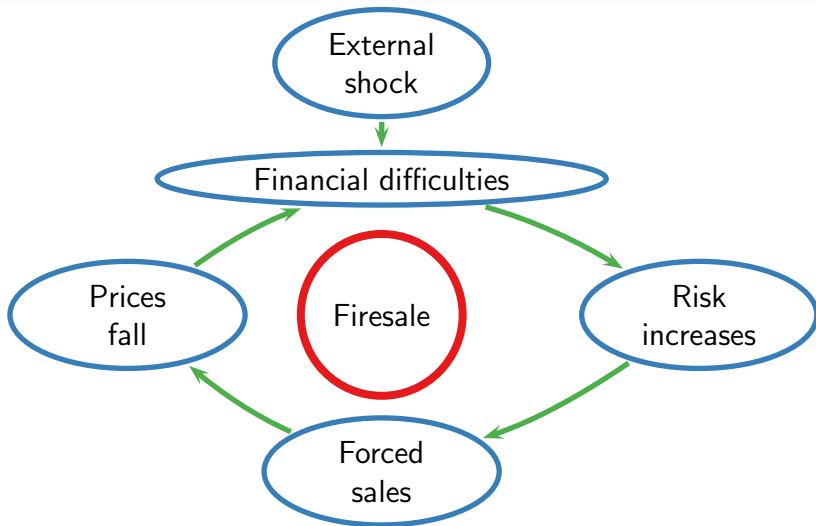 External
shock
Financial difficulties
Prices
fall
Firesale
Risk
increases
Forced
sales